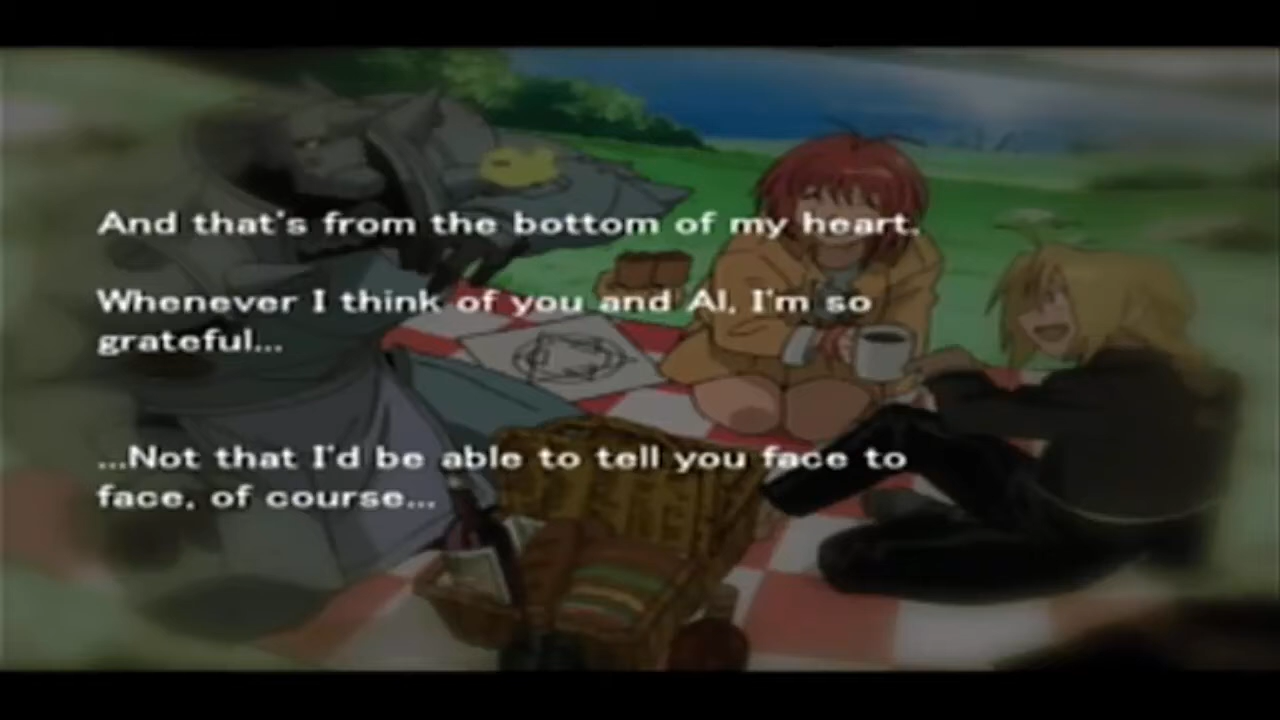 And that's from the bottom of my heart.
Whenever I think of you and Al, I'm so
grateful...
...Not that I'd be able to tell you face to
face, of course...